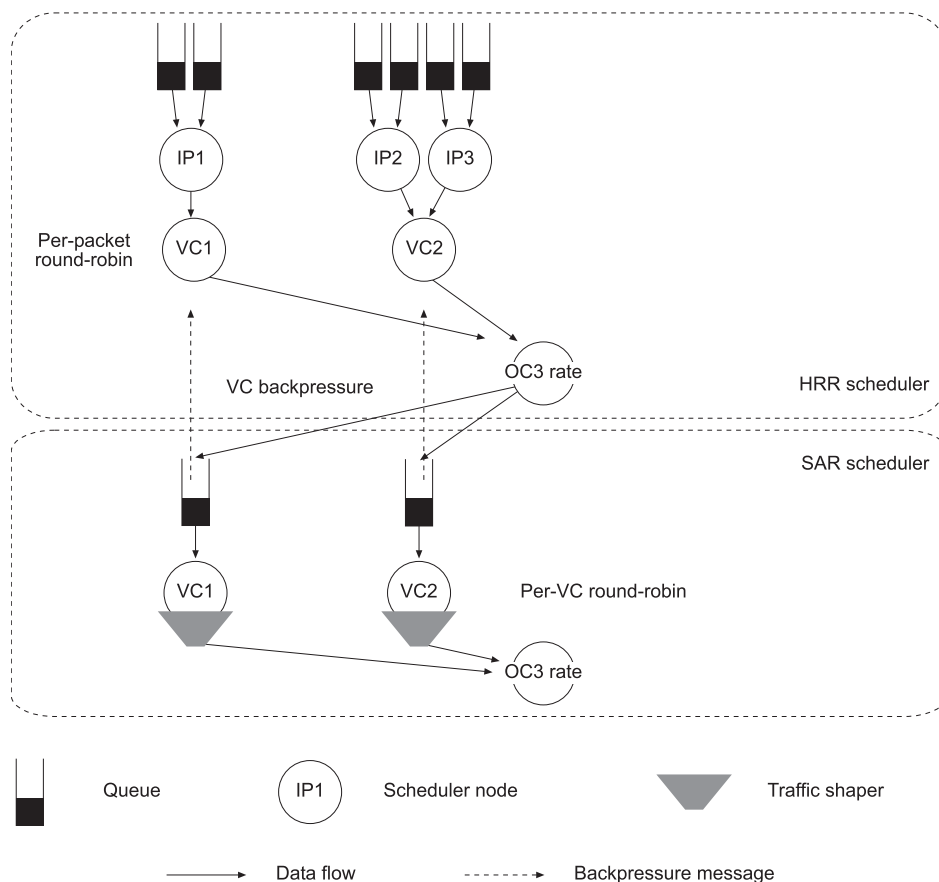 IP1
IP2
IP3
Per-packet
round-robin
VC1
VC2
OC3 rate
VC backpressure
HRR scheduler
SAR scheduler
VC1
VC2
Per-VC round-robin
OC3 rate
Queue
IP1
Scheduler node
Traffic shaper
Data flow
Backpressure message